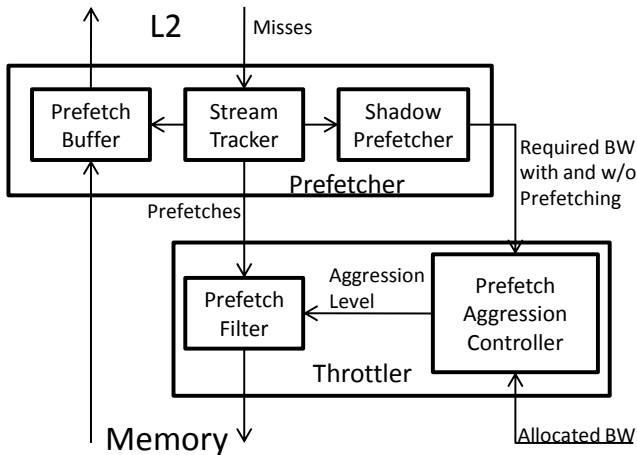 L2
Misses
Prefetch
Buffer
Stream
Tracker
Shadow
Prefetcher
Prefetcher
Required BW
with and w/o
Prefetching
Prefetches
Prefetch
Filter
Aggression
Level
Prefetch
Aggression
Controller
Throttler
Memory
Allocated BW